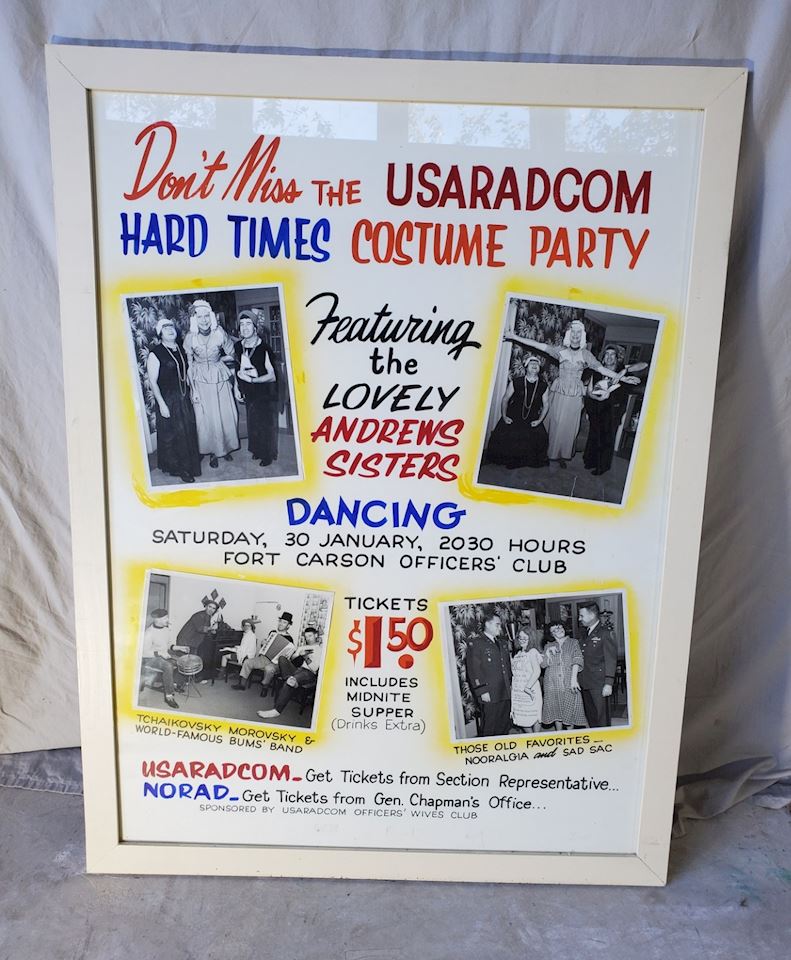 Don't Miss THE USARADCOM
HARD TIMES COSTUME PARTY
Featuring
the
LOVELY
ANDREWS
SISTERS
DANCING
SATURDAY, 30 JANUARY, 2030 HOURS
FORT CARSON OFFICERS' CLUB
TICKETS
$1.50
INCLUDES
MIDNITE
SUPPER
(Drinks Extra)
TCHAIKOVSKY MOROVSKY &
WORLD-FAMOUS BUMS' BAND
THOSE OLD FAVORITES—
NOORALGIA and SAD SAC
USARADCOM—Get Tickets from Section Representative...
NORAD—Get Tickets from Gen. Chapman's Office...
SPONSORED BY USARADCOM OFFICERS' WIVES CLUB